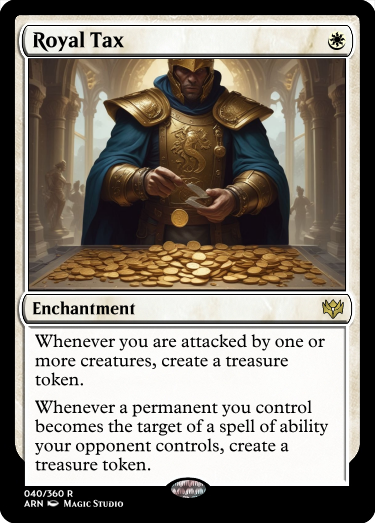 Royal Tax
Enchantment
Whenever you are attacked by one or
more creatures, create a treasure
token.
Whenever a permanent you control
becomes the target of a spell of ability
your opponent controls, create a
treasure token.
040/360 R
ARN Magic Studio